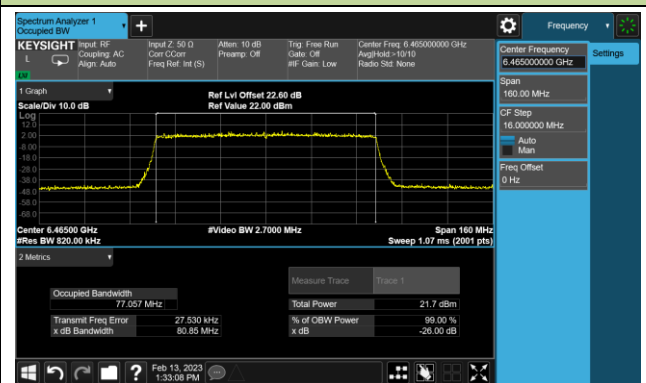 Spectrum Analyzer 1
Occupied BW
+
Frequency
KEYSIGHT
L
LW
Input: RF
Coupling: AC
Align: Auto
Input Z: 50 Ω
Corr CCorr
Freq Ref: Int (S)
Atten: 10 dB
Preamp: Off
Trig: Free Run
Gate: Off
#IF Gain: Low
Center Freq: 6.465000000 GHz
Avg|Hold:>10/10
Radio Std: None
Center Frequency
6.465000000 GHz
Settings
Span
160.00 MHz
CF Step
16.000000 MHz
Auto
Man
Freq Offset
0 Hz
1 Graph
Scale/Div 10.0 dB
Ref Lvl Offset 22.60 dB
Ref Value 22.00 dBm
Log
12.0
2.00
-8.00
-18.0
-28.0
-38.0
-48.0
-58.0
-68.0
Center 6.46500 GHz
#Res BW 820.00 kHz
#Video BW 2.7000 MHz
Span 160 MHz
Sweep 1.07 ms (2001 pts)
2 Metrics
Measure Trace
Trace 1
Occupied Bandwidth
77.057 MHz
Total Power
21.7 dBm
Transmit Freq Error
27.530 kHz
% of OBW Power
99.00 %
x dB Bandwidth
80.85 MHz
x dB
-26.00 dB
?
Feb 13, 2023
1:33:08 PM